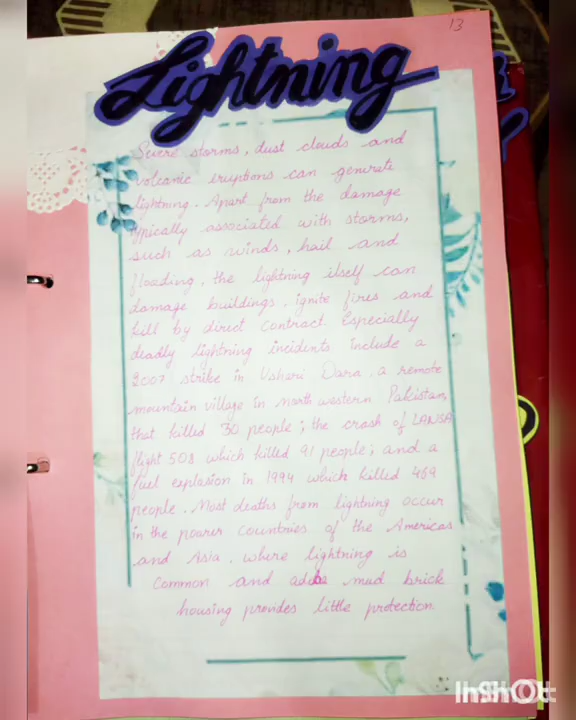 13
Lightning
Severe storms, dust clouds and
volcanic eruptions can generate
lightning. Apart from the damage
typically associated with storms,
such as winds, hail and
flooding, the lightning itself can
damage buildings, ignite fires and
kill by direct contract. Especially
deadly lightning incidents include a
2007 strike in Ushari Dara, a remote
mountain village in north western Pakistan,
that killed 30 people; the crash of LANSA
flight 508 which killed 91 people; and a
fuel explosion in 1994 which killed 469
people. Most deaths from lightning occur
in the poorer countries of the Americas
and Asia. where lightning is
common and adobe mud brick
housing provides little protection.
InShOt